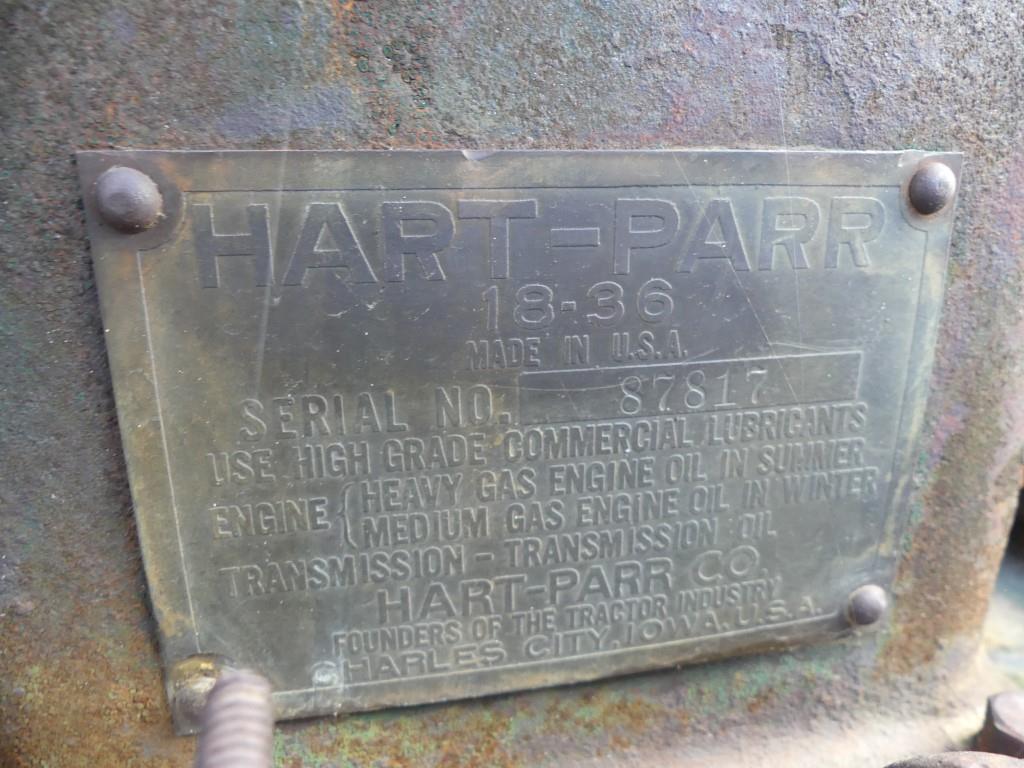 HART-PARR
18-36
MADE IN U.S.A.
SERIAL NO. 87817
USE HIGH GRADE COMMERCIAL LUBRICANTS
ENGINE { HEAVY GAS ENGINE OIL IN SUMMER
MEDIUM GAS ENGINE OIL IN WINTER
TRANSMISSION - TRANSMISSION OIL
HART-PARR CO.
FOUNDERS OF THE TRACTOR INDUSTRY
CHARLES CITY, IOWA, U.S.A.